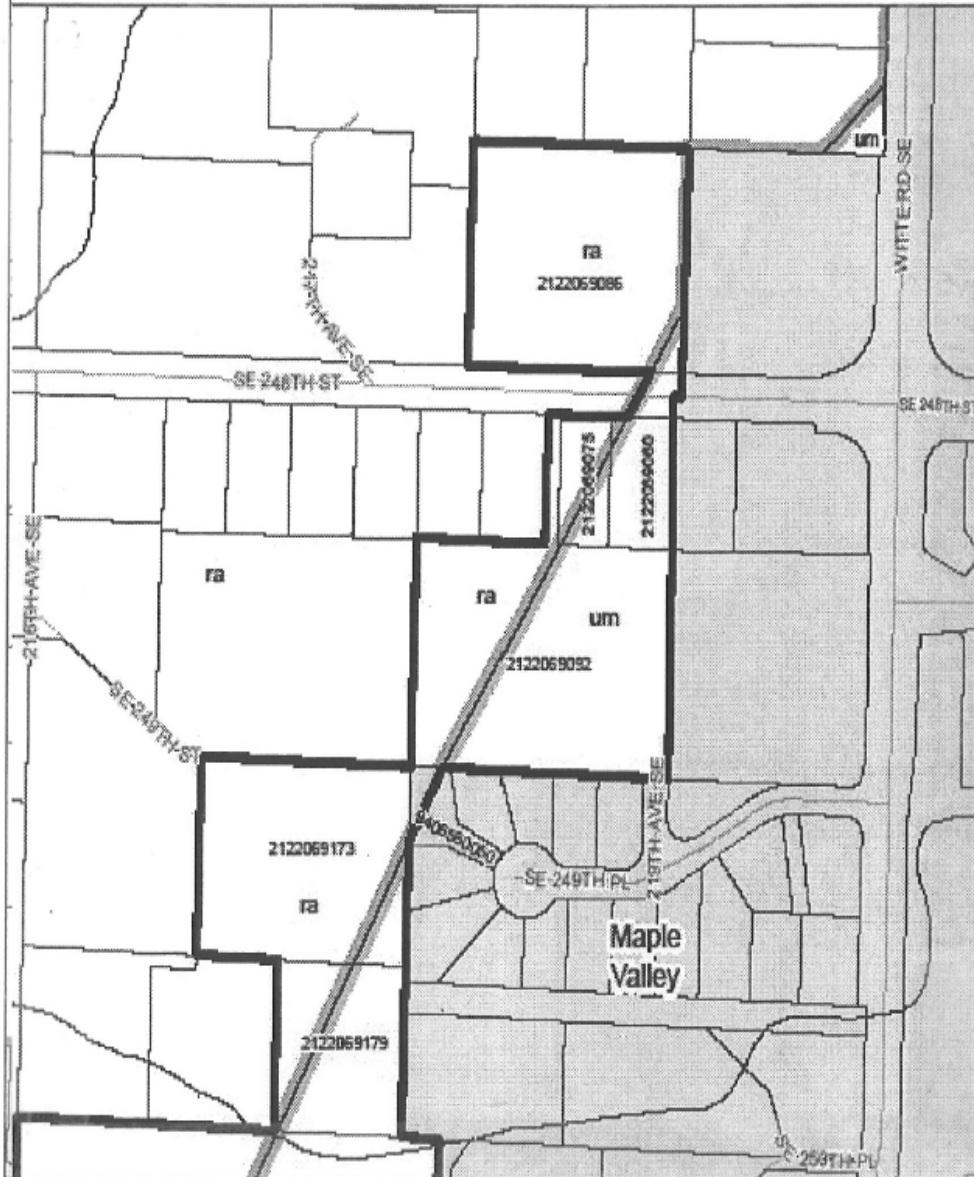 um
WITTE RD SE
ra
2122069086
SE 248TH ST
SE 248TH ST
2122069075
2122069080
216TH AVE SE
ra
ra
um
2122069092
SE 249TH ST
219TH AVE SE
2122069173
SE 249TH PL
ra
Maple
Valley
2122069179